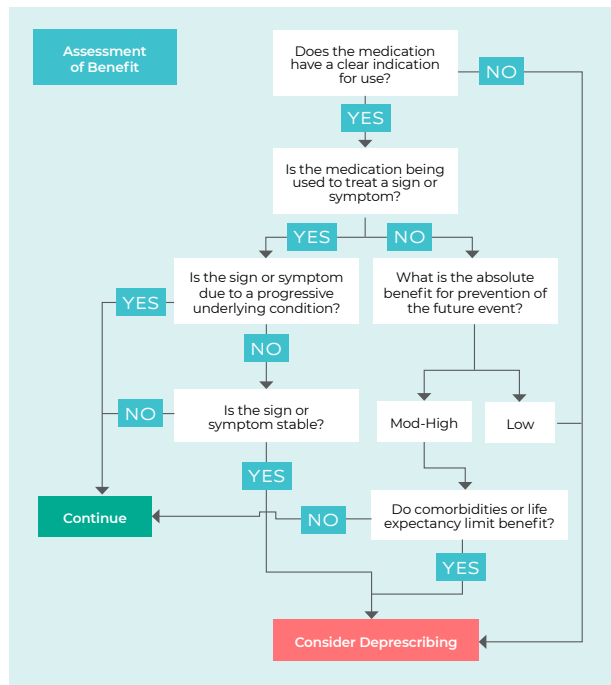 Assessment
of Benefit
Does the medication
have a clear indication
for use?
NO
YES
Is the medication being
used to treat a sign or
symptom?
YES
NO
Is the sign or symptom
due to a progressive
underlying condition?
What is the absolute
benefit for prevention of
the future event?
YES
NO
Is the sign or
symptom stable?
NO
Mod-High
Low
YES
Continue
Do comorbidities or life
expectancy limit benefit?
NO
YES
Consider Deprescribing